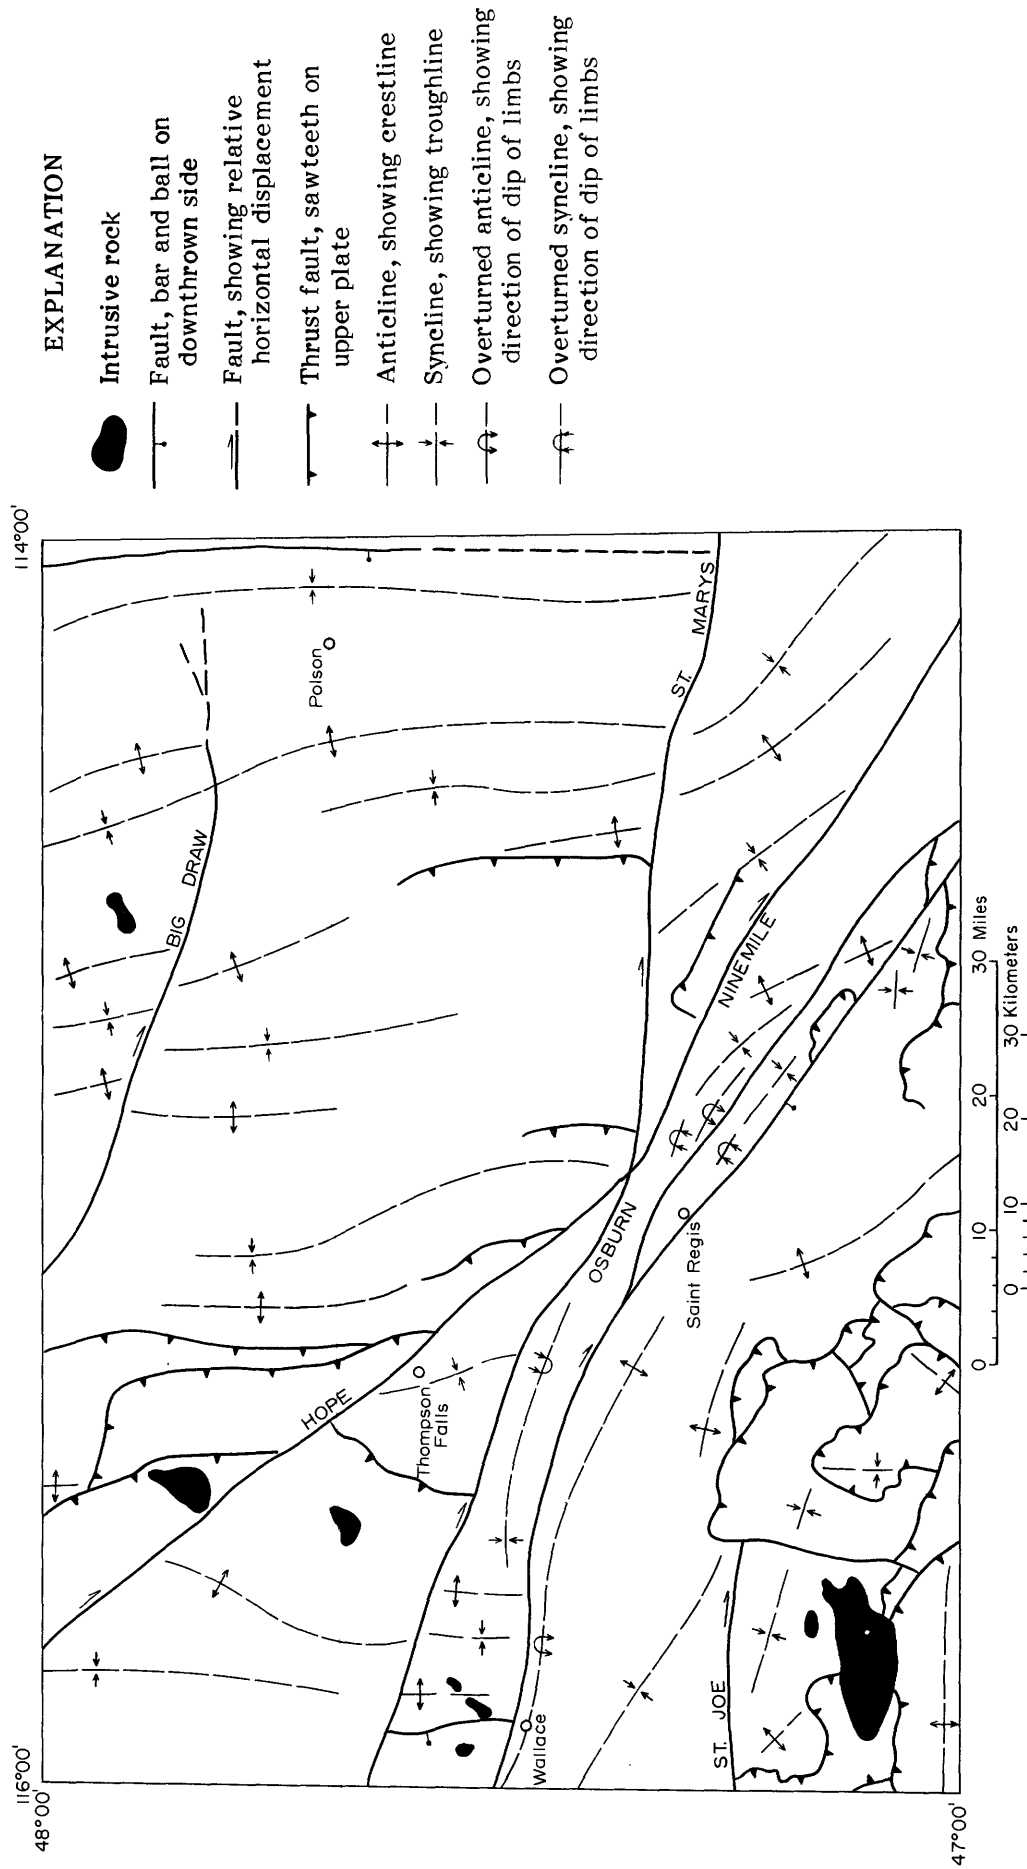 EXPLANATION
Intrusive rock
Fault, bar and ball on
downthrown side
Fault, showing relative
horizontal displacement
Thrust fault, sawteeth on
upper plate
Anticline, showing crestline
Syncline, showing troughline
Overturned anticline, showing
direction of dip of limbs
Overturned syncline, showing
direction of dip of limbs
116°00'
114°00'
48°00'
47°00'
BIG DRAW
Polson
HOPE
Thompson
Falls
ST. MARYS
OSBURN
NINEMILE
Saint Regis
Wallace
ST. JOE
0 10 20 30 Miles
0 10 20 30 Kilometers